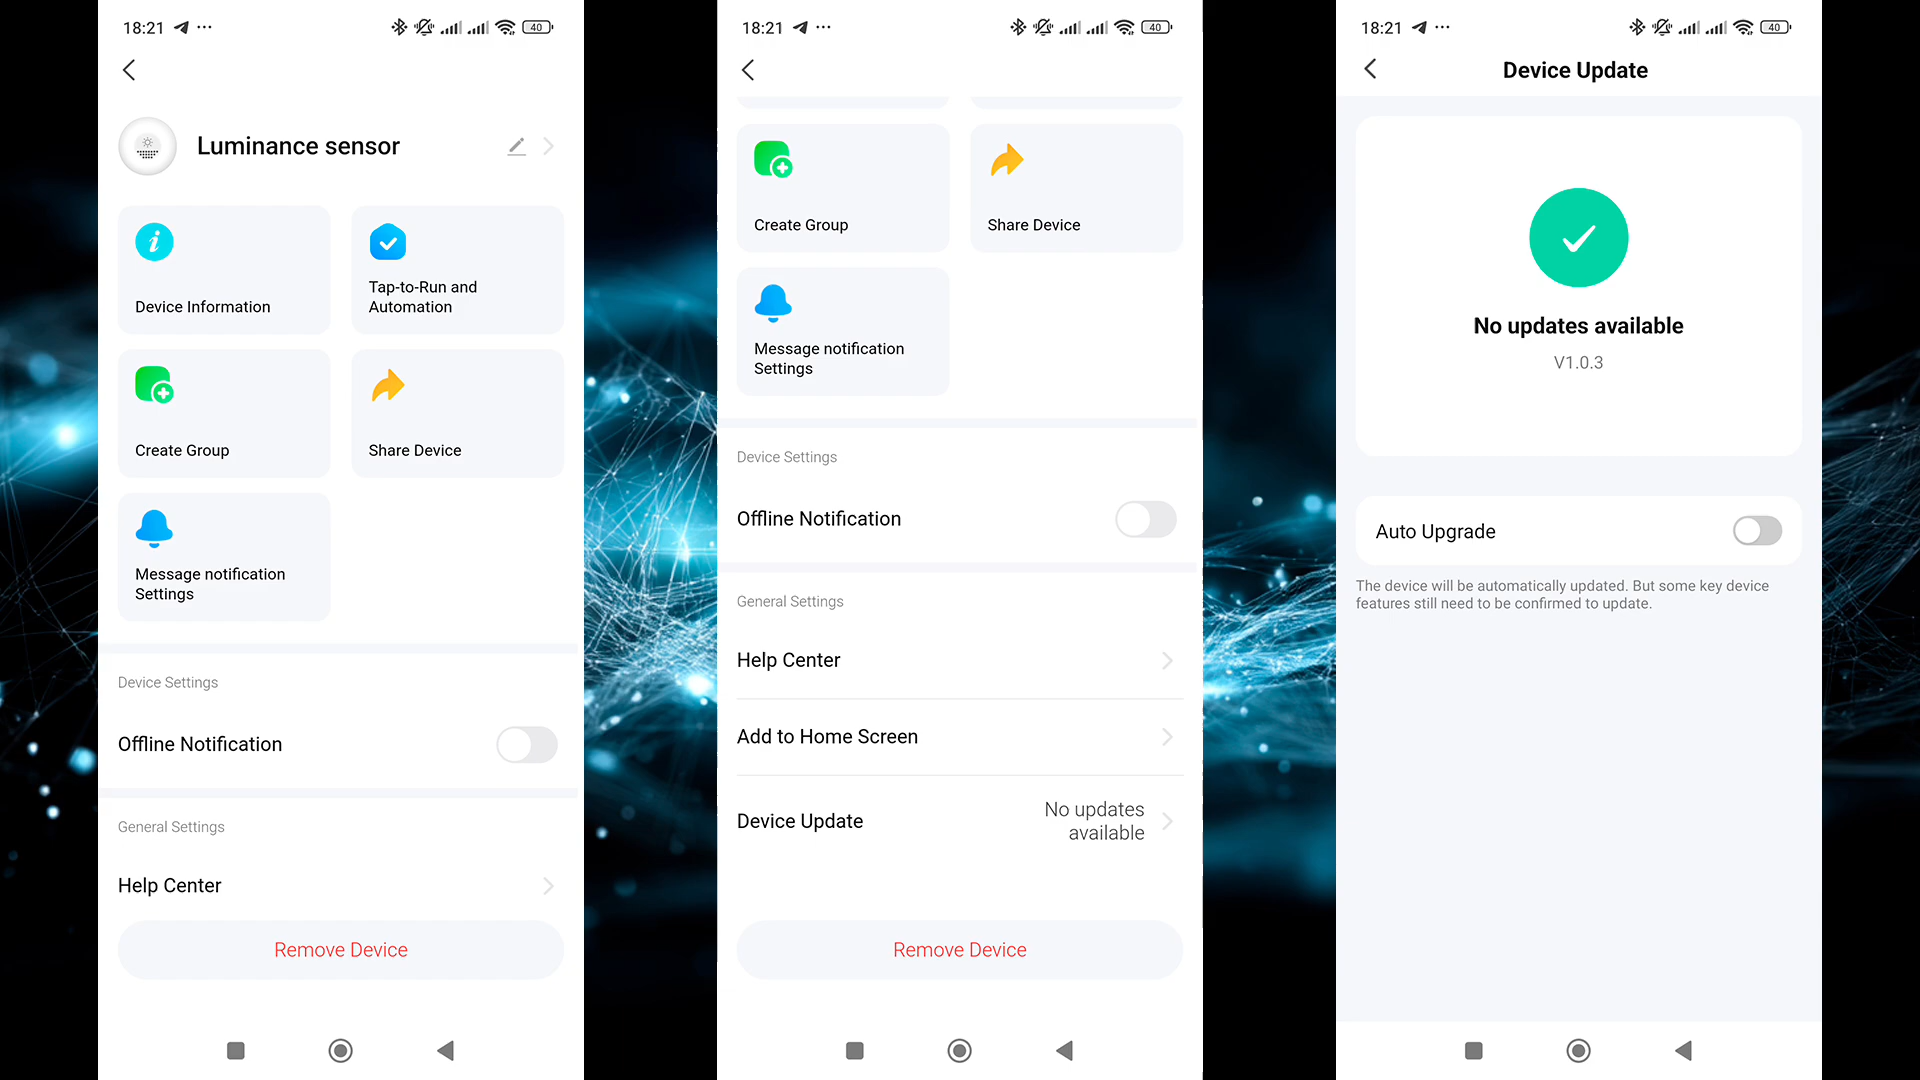 18:21
40
Luminance sensor
Device Information
Tap-to-Run and
Automation
Create Group
Share Device
Message notification
Settings
Device Settings
Offline Notification
General Settings
Help Center
Remove Device
18:21
40
Create Group
Share Device
Message notification
Settings
Device Settings
Offline Notification
General Settings
Help Center
Add to Home Screen
Device Update
No updates
available
Remove Device
18:21
40
Device Update
No updates available
V1.0.3
Auto Upgrade
The device will be automatically updated. But some key device
features still need to be confirmed to update.